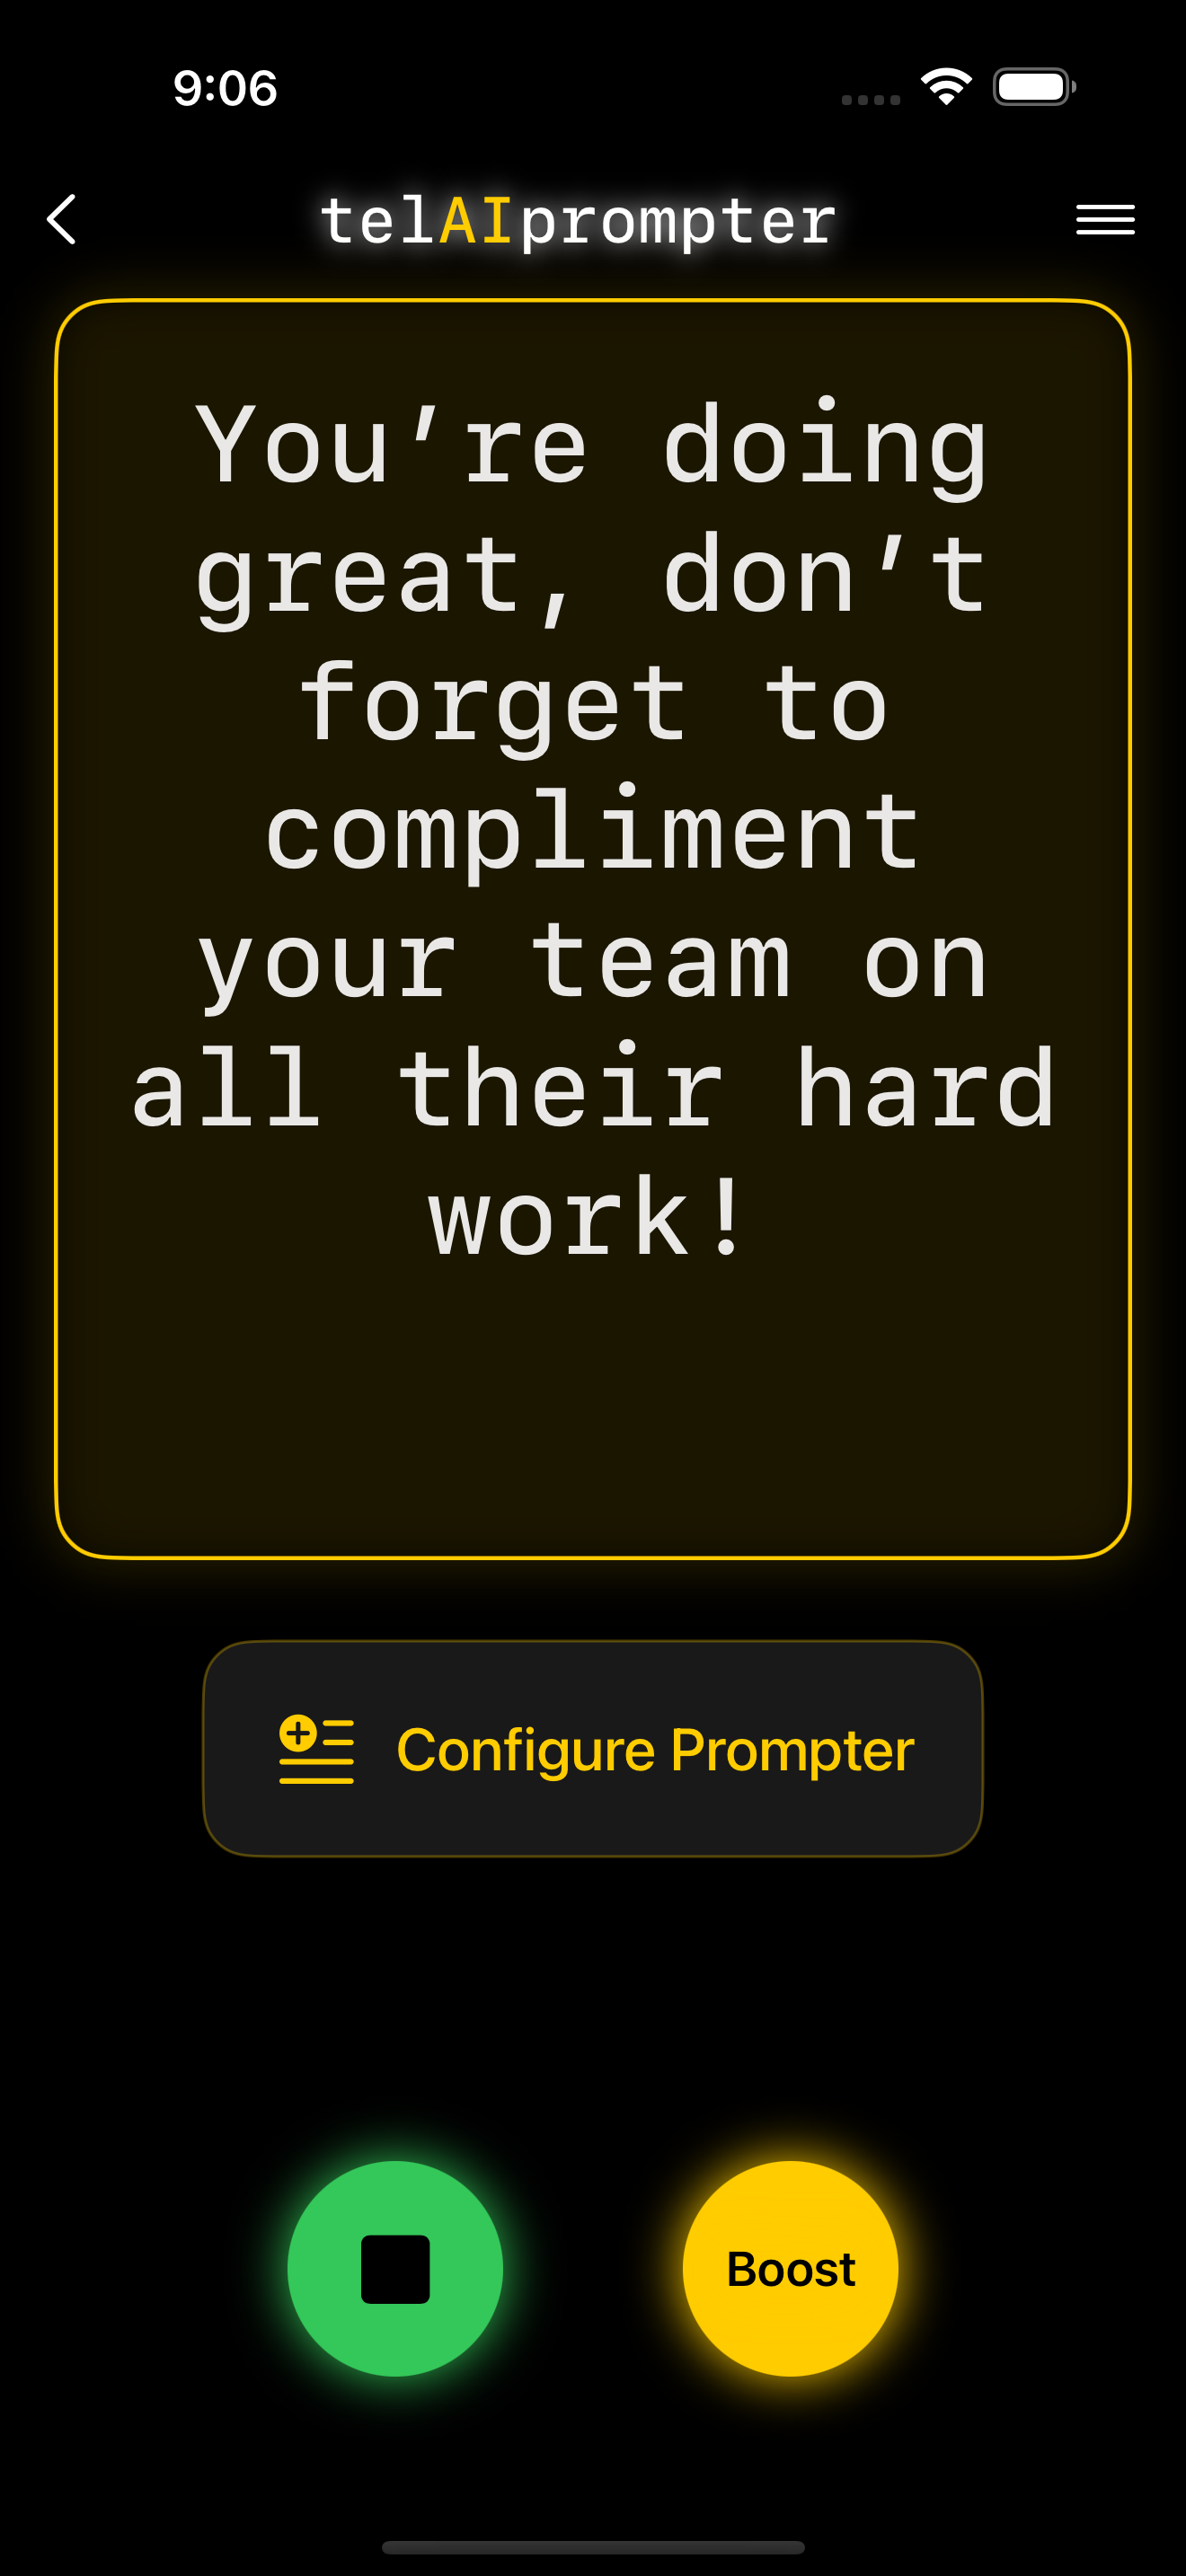 9:06
telAIprompter
You’re doing
great, don’t
forget to
compliment
your team on
all their hard
work!
Configure Prompter
Boost